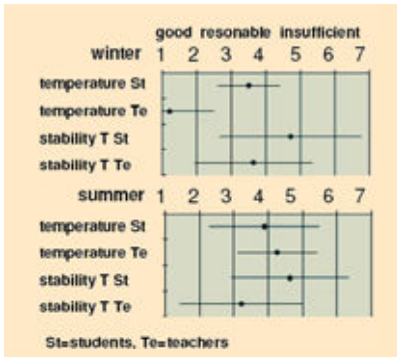 good resonable insufficient
winter 1 2 3 4 5 6 7
temperature St
temperature Te
stability T St
stability T Te
summer 1 2 3 4 5 6 7
temperature St
temperature Te
stability T St
stability T Te
St=students, Te=teachers